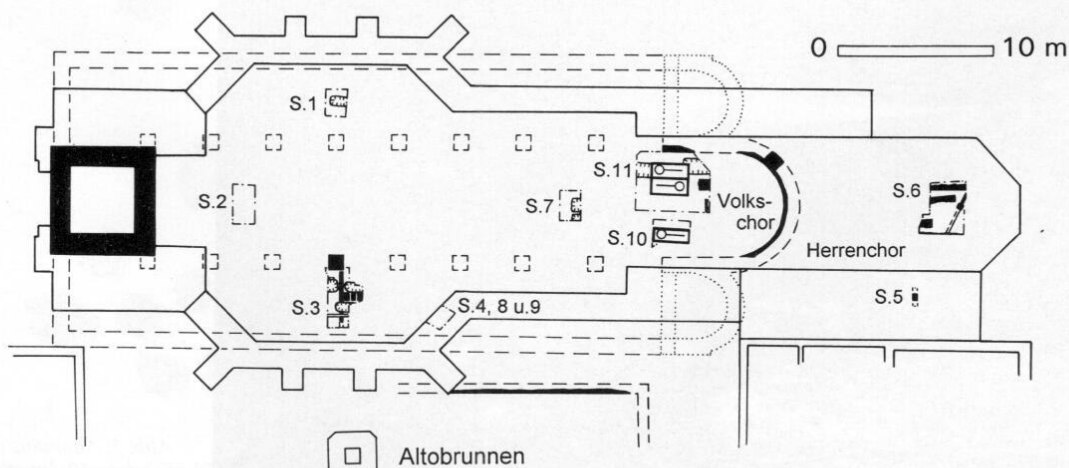 0 10 m
S.1
S.11
S.2
S.7
Volks-
chor
S.6
S.10
Herrenchor
S.3
S.4, 8 u.9
S.5
Altobrunnen